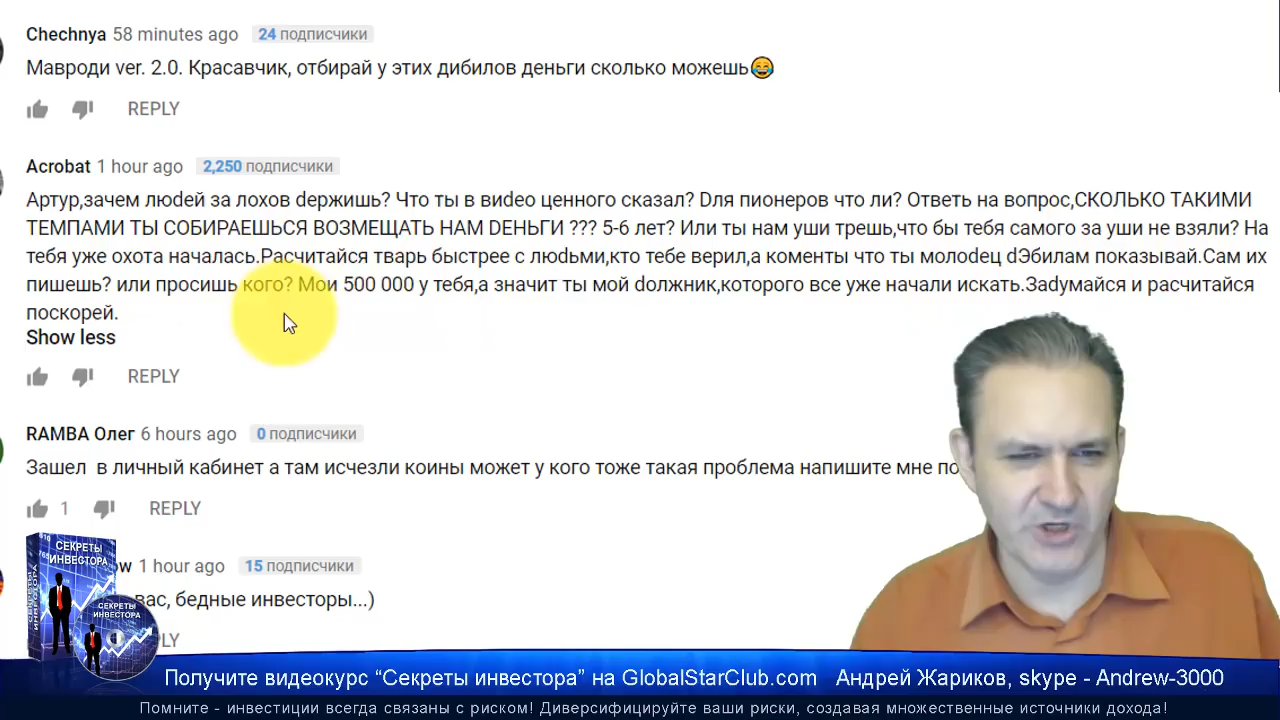 Chechnya 58 minutes ago 24 подписчики
Мавроди ver. 2.0. Красавчик, отбирай у этих дибилов деньги сколько можешь😂
REPLY
Acrobat 1 hour ago 2,250 подписчики
Артур,зачем люdей за лохов dержишь? Что ты в виdео ценного сказал? Dля пионеров что ли? Ответь на вопрос,СКОЛЬКО ТАКИМИ
ТЕМПАМИ ТЫ СОБИРАЕШЬСЯ ВОЗМЕЩАТЬ НАМ DЕНЬГИ ??? 5-6 лет? Или ты нам уши трешь,что бы тебя самого за уши не взяли? На
тебя уже охота началась.Расчитайся тварь быстрее с люdьми,кто тебе верил,а коменты что ты молоdец dЭбилам показывай.Сам их
пишешь? или просишь кого? Мои 500 000 у тебя,а значит ты мой dолжник,которого все уже начали искать.Заdумайся и расчитайся
поскорей.
Show less
REPLY
RAMBA Олег 6 hours ago 0 подписчики
Зашел в личный кабинет а там исчезли коины может у кого тоже такая проблема напишите мне по
1 REPLY
1 hour ago 15 подписчики
вас, бедные инвесторы...)
СЕКРЕТЫ
ИНВЕСТОРА
СЕКРЕТЫ
ИНВЕСТОРА
Получите видеокурс “Секреты инвестора” на GlobalStarClub.com Андрей Жариков, skype - Andrew-3000
Помните - инвестиции всегда связаны с риском! Диверсифицируйте ваши риски, создавая множественные источники дохода!